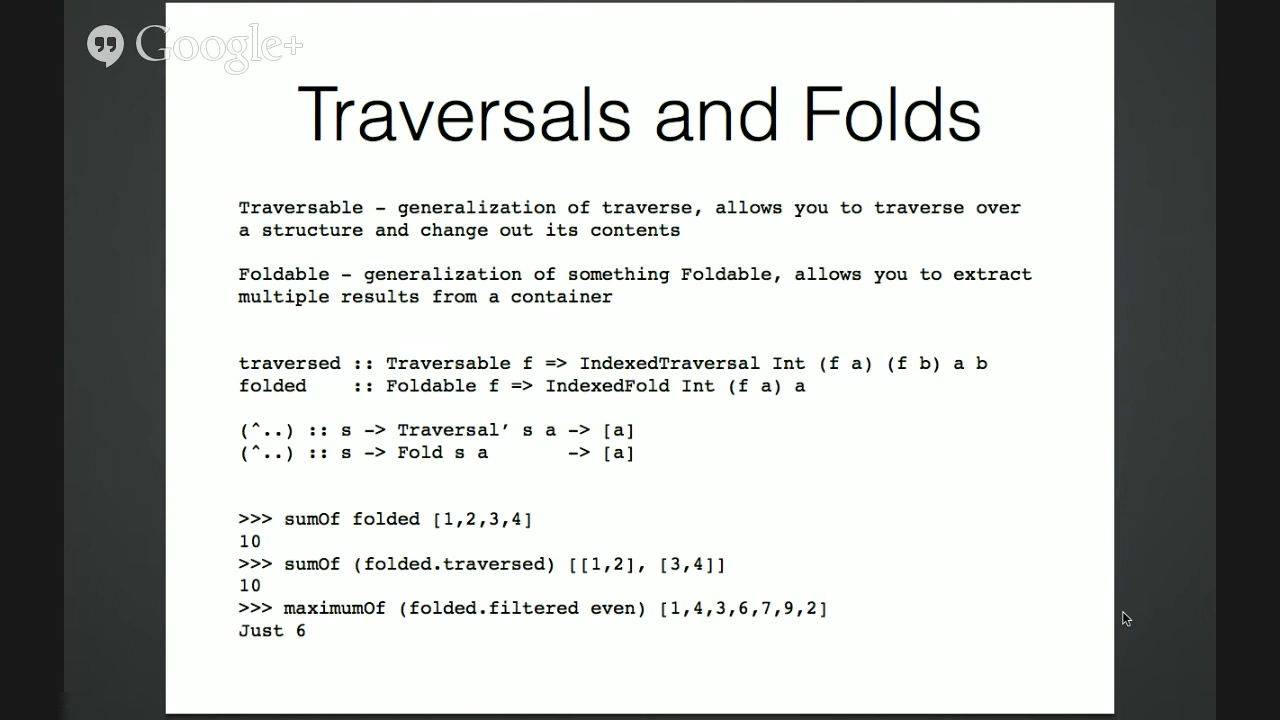 Google+
Traversals and Folds
Traversable - generalization of traverse, allows you to traverse over
a structure and change out its contents
Foldable - generalization of something Foldable, allows you to extract
multiple results from a container
traversed :: Traversable f => IndexedTraversal Int (f a) (f b) a b
folded    :: Foldable f => IndexedFold Int (f a) a
(^..) :: s -> Traversal' s a -> [a]
(^..) :: s -> Fold s a       -> [a]
>>> sumOf folded [1,2,3,4]
10
>>> sumOf (folded.traversed) [[1,2], [3,4]]
10
>>> maximumOf (folded.filtered even) [1,4,3,6,7,9,2]
Just 6